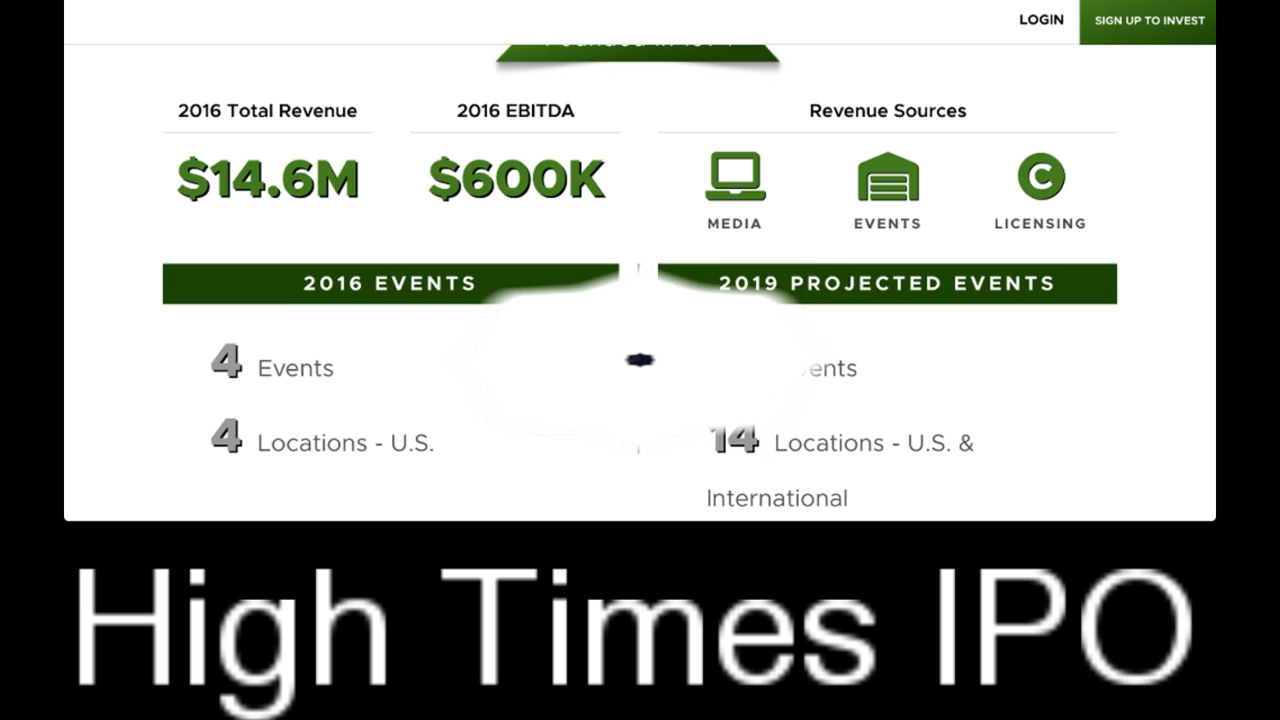 LOGIN SIGN UP TO INVEST
2016 Total Revenue 2016 EBITDA Revenue Sources
$14.6M $600K
MEDIA EVENTS LICENSING
2016 EVENTS 2019 PROJECTED EVENTS
4 Events
4 Locations - U.S. 14 Locations - U.S. &
International
High Times IPO